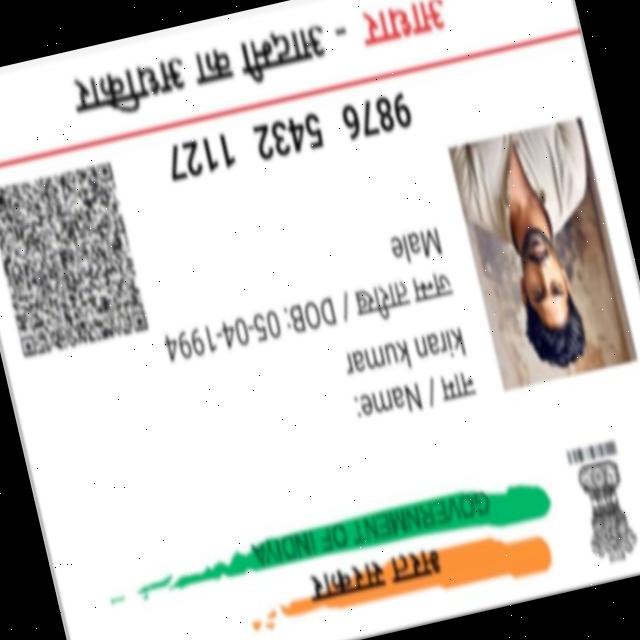 भारत सरकार
GOVERNMENT OF INDIA
नाम / Name:
kiran kumar
जन्म तारीख / DOB: 05-04-1994
Male
9876 5432 1127
आधार - आदमी का अधिकार